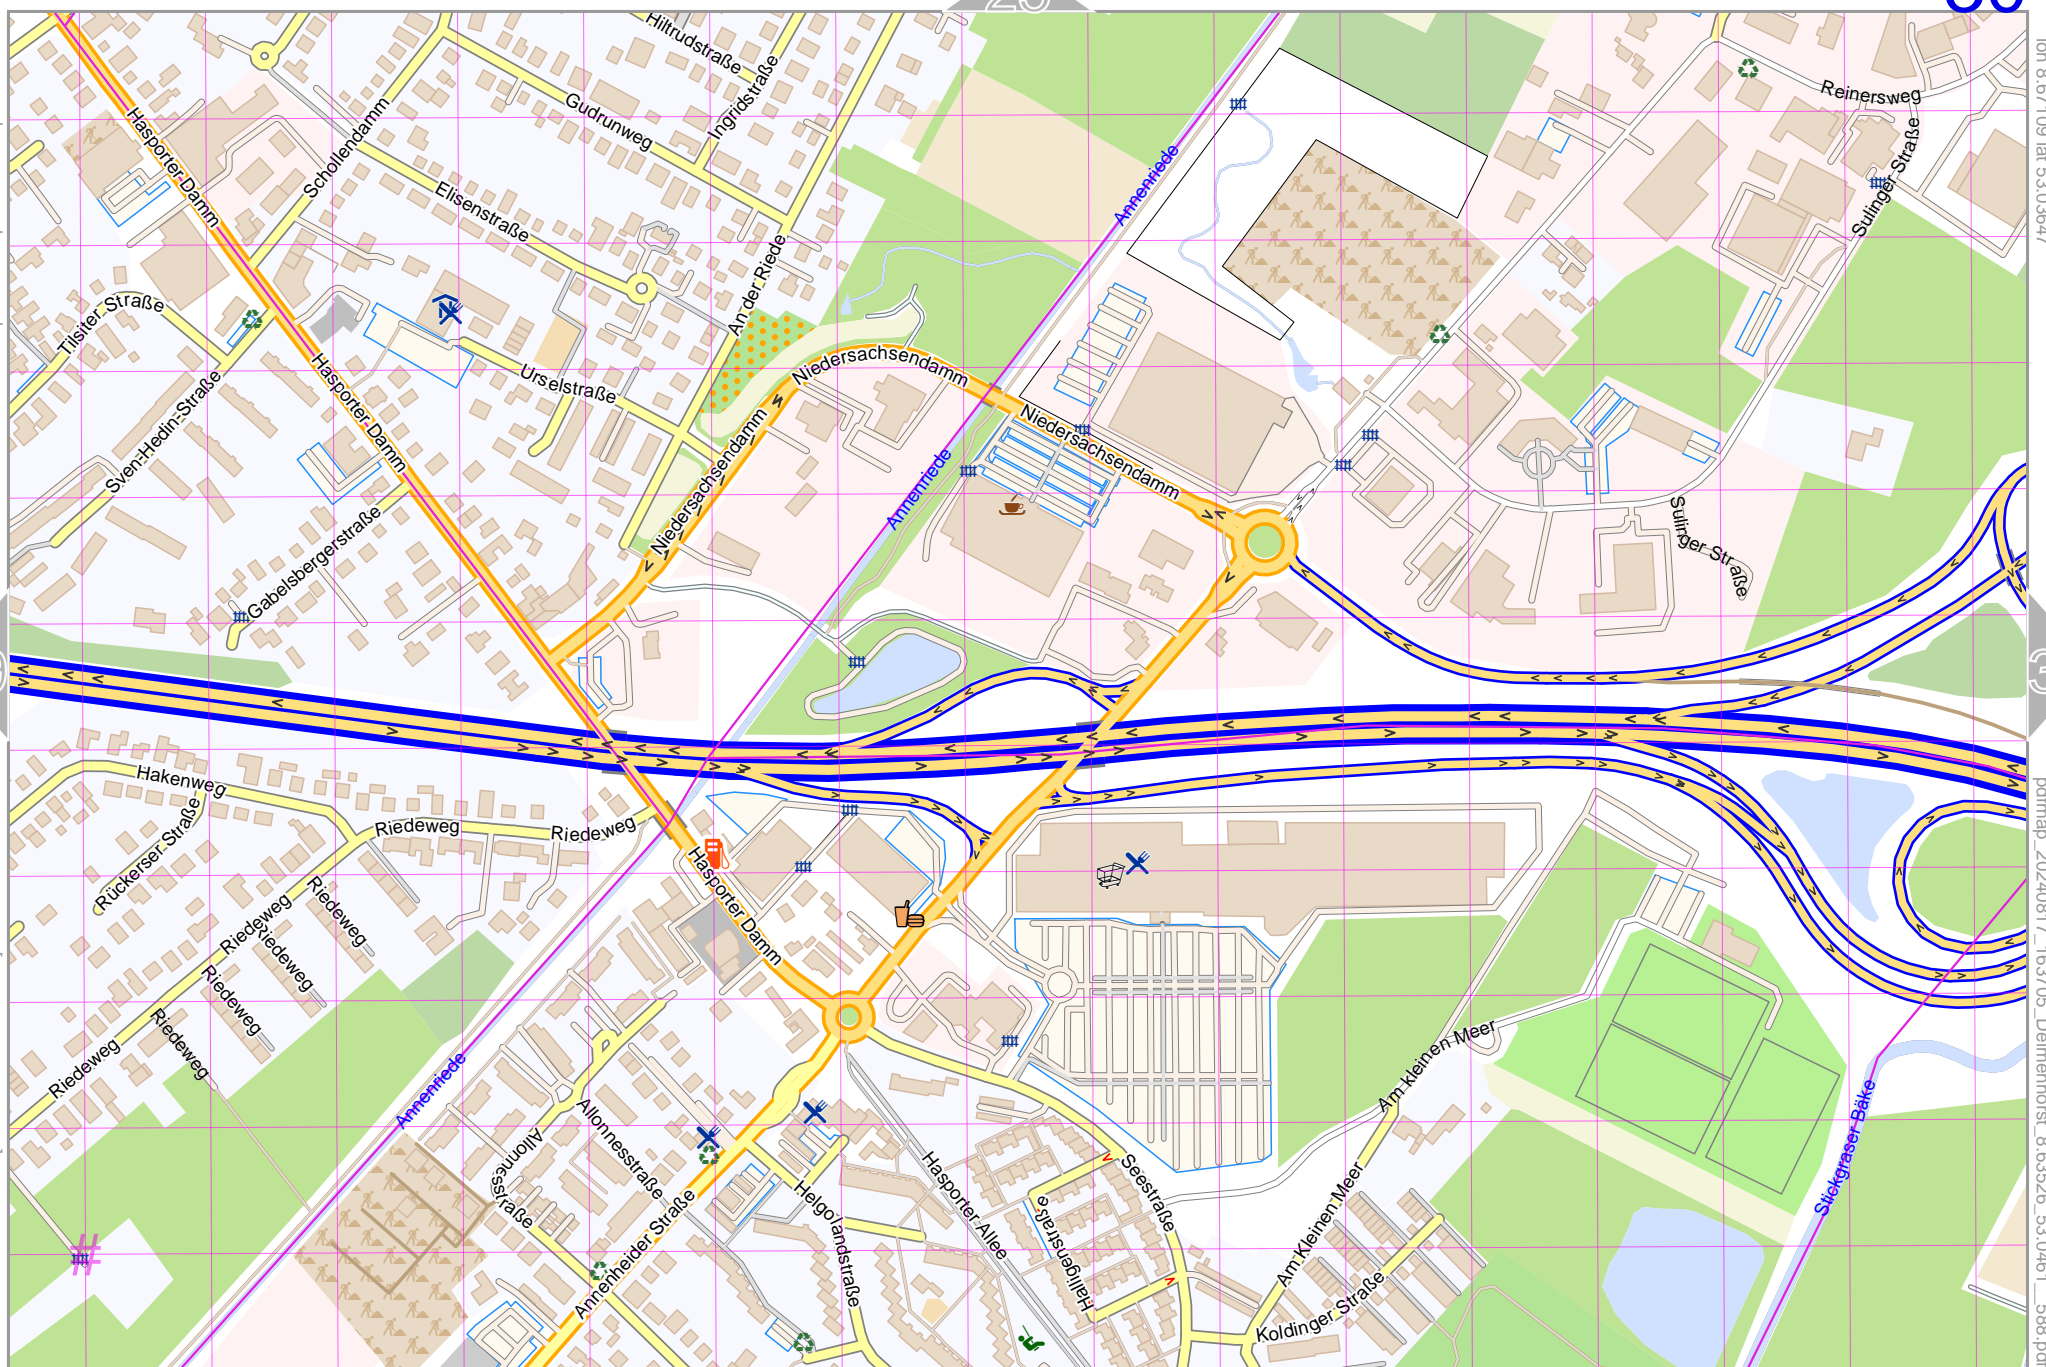 Hiltrudstraße
Ingridstraße
Gudrunweg
Reinersweg
Hasporter Damm
Schollendamm
Elisenstraße
Annenriede
Sulinger Straße
An der Riede
Tilsiter Straße
Hasporter Damm
Urselstraße
Niedersachsendamm
Niedersachsendamm
Sven-Hedin-Straße
Niedersachsendamm
Annenriede
Gabelsbergerstraße
Sulinger Straße
Hakenweg
Riedeweg
Riedeweg
Rückerser Straße
Hasporter Damm
Riedeweg
Riedeweg
Riedeweg
Riedeweg
Riedeweg
Riedeweg
Annenriede
Allonnesstraße
Allonnesstraße
Am kleinen Meer
Stickgraser Bäke
Hasporter Allee
Seestraße
Helgolandstraße
Halligenstraße
Am Kleinen Meer
Annenheider Straße
Koldinger Straße
#